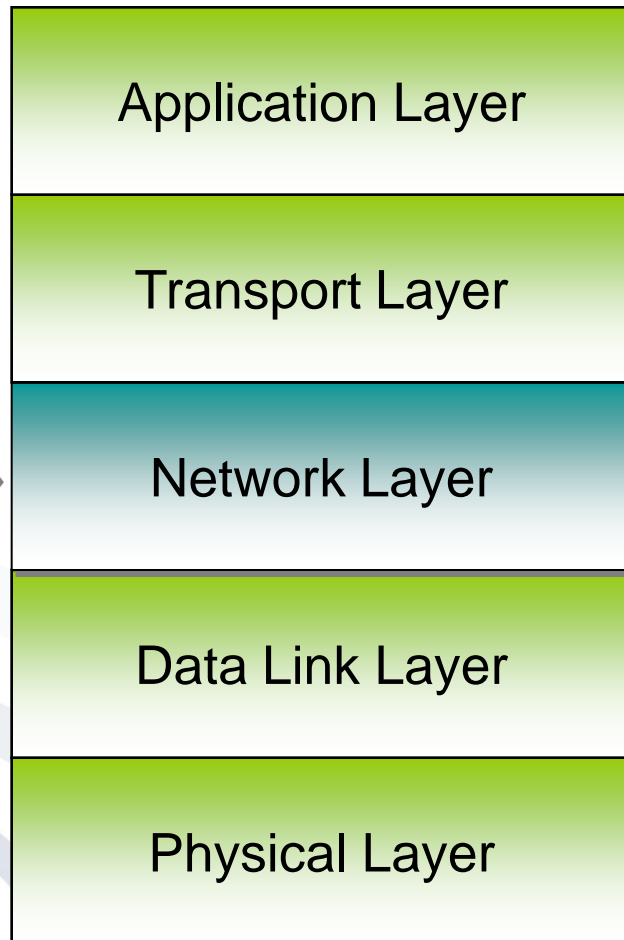 Application Layer
Transport Layer
Network Layer
Data Link Layer
Physical Layer